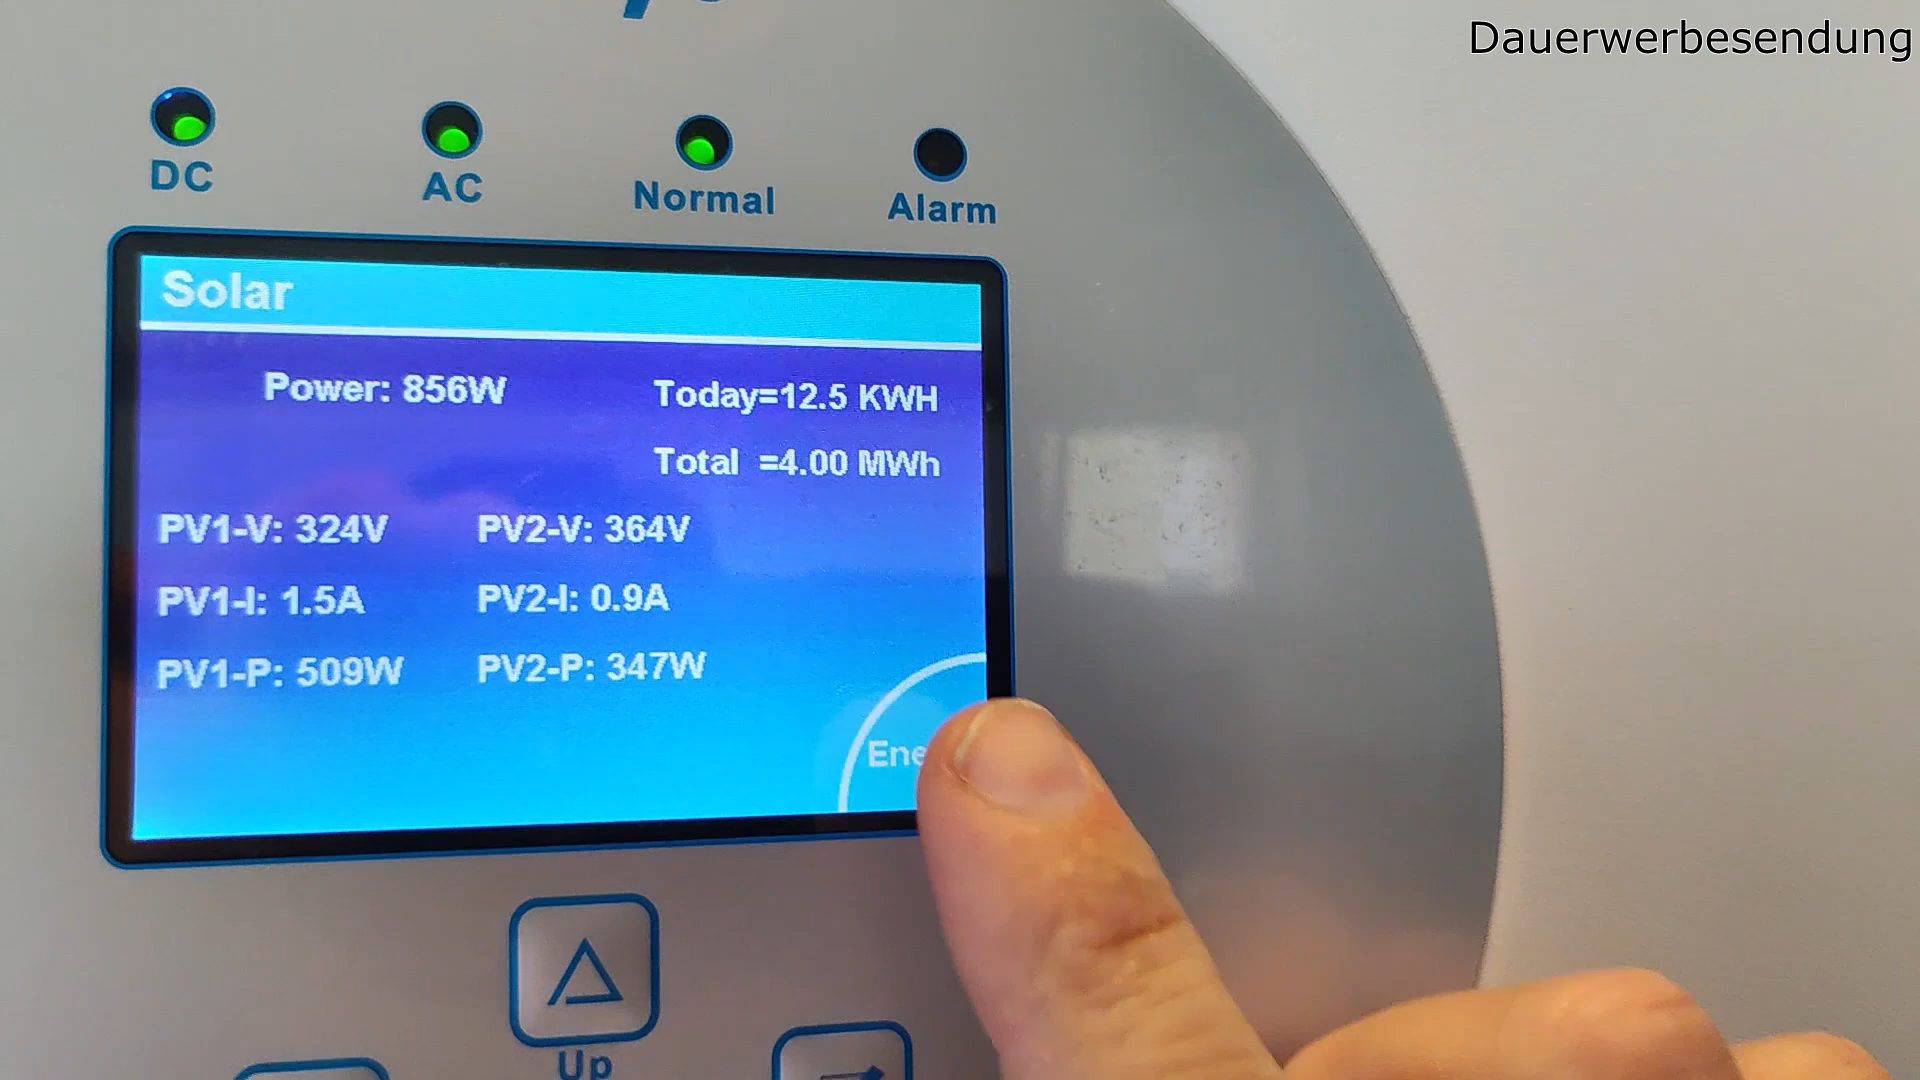 Dauerwerbesendung
DC
AC
Normal
Alarm
Solar
Power: 856W
Today=12.5 KWH
Total =4.00 MWh
PV1-V: 324V
PV2-V: 364V
PV1-I: 1.5A
PV2-I: 0.9A
PV1-P: 509W
PV2-P: 347W
Ene
Up